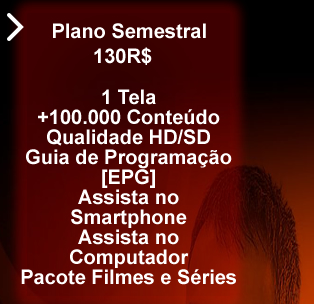 Plano Semestral
130R$
1 Tela
+100.000 Conteúdo
Qualidade HD/SD
Guia de Programação
[EPG]
Assista no
Smartphone
Assista no
Computador
Pacote Filmes e Séries